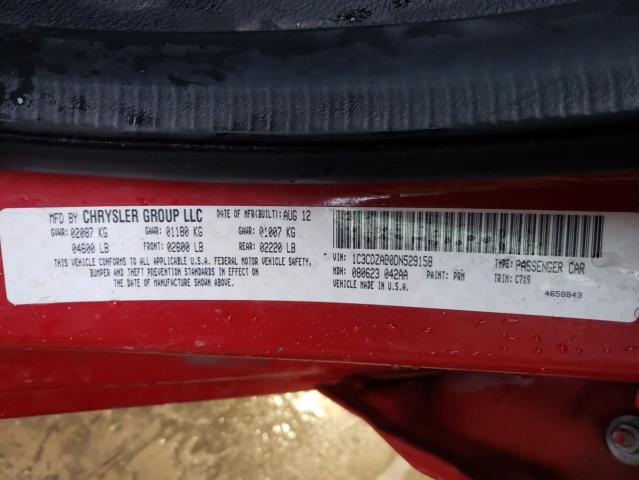 MFD BY CHRYSLER GROUP LLC DATE OF MFR(BUILT): AUG 12
GVWR: 02087 KG GAWR: 01180 KG GAWR: 01007 KG
04600 LB FRONT: 02600 LB REAR: 02220 LB
THIS VEHICLE CONFORMS TO ALL APPLICABLE U.S.A. FEDERAL MOTOR VEHICLE SAFETY,
BUMPER AND THEFT PREVENTION STANDARDS IN EFFECT ON
THE DATE OF MANUFACTURE SHOWN ABOVE.
VIN: 1C3CDZAB0DN529158 TYPE: PASSENGER CAR
MDH: 080623 042AA PAINT: PRM TRIM: C7X9
VEHICLE MADE IN U.S.A.
4658843